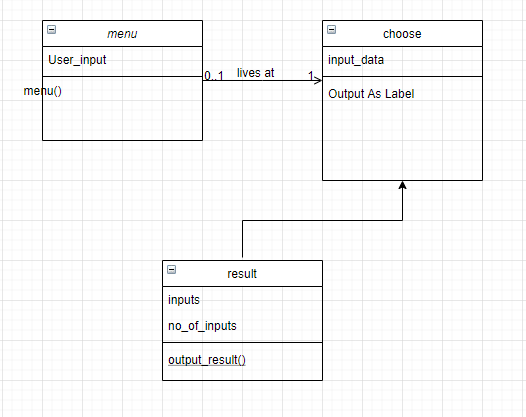 menu
User_input
menu()
0..1
lives at
1
choose
input_data
Output As Label
result
inputs
no_of_inputs
output_result()